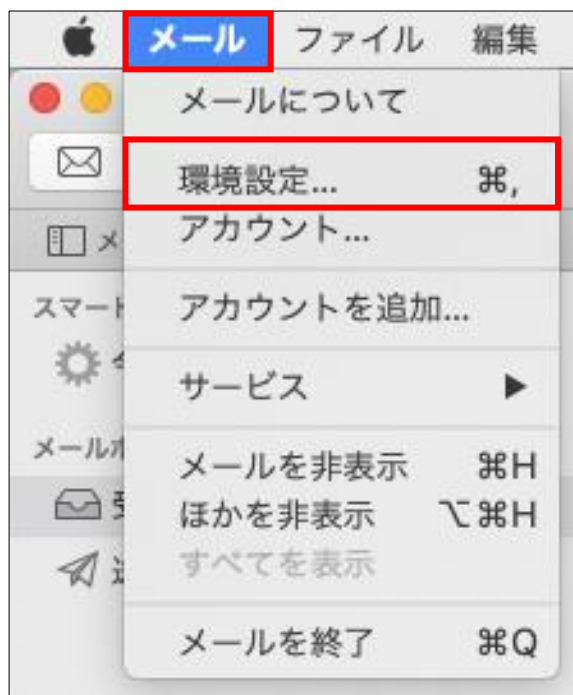 メール ファイル 編集
メールについて
環境設定... ⌘,
アカウント...
スマート
アカウントを追加...
サービス ▶
メールボ
メールを非表示 ⌘H
ほかを非表示 ⌥⌘H
すべてを表示
メールを終了 ⌘Q